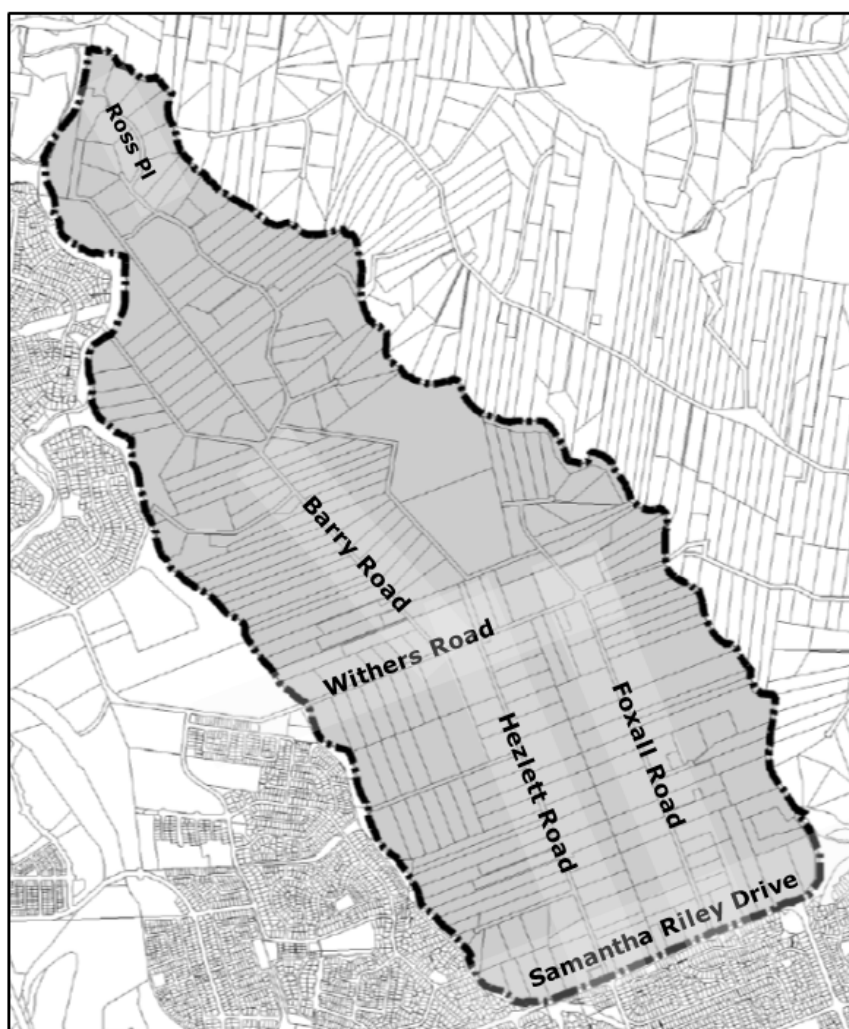 Ross Pl
Barry Road
Withers Road
Hezlett Road
Foxall Road
Samantha Riley Drive